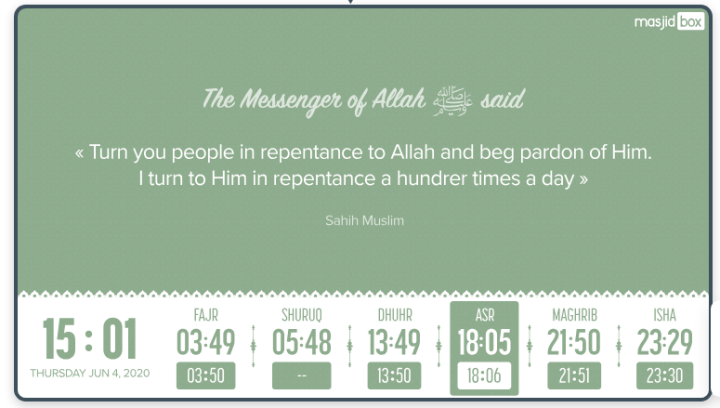 masjid box
The Messenger of Allah ﷺ said
« Turn you people in repentance to Allah and beg pardon of Him.
I turn to Him in repentance a hundrer times a day »
Sahih Muslim
FAJR SHURUQ DHUHR ASR MAGHRIB ISHA
15:01 03:49 05:48 13:49 18:05 21:50 23:29
THURSDAY JUN 4, 2020 03:50 -- 13:50 18:06 21:51 23:30